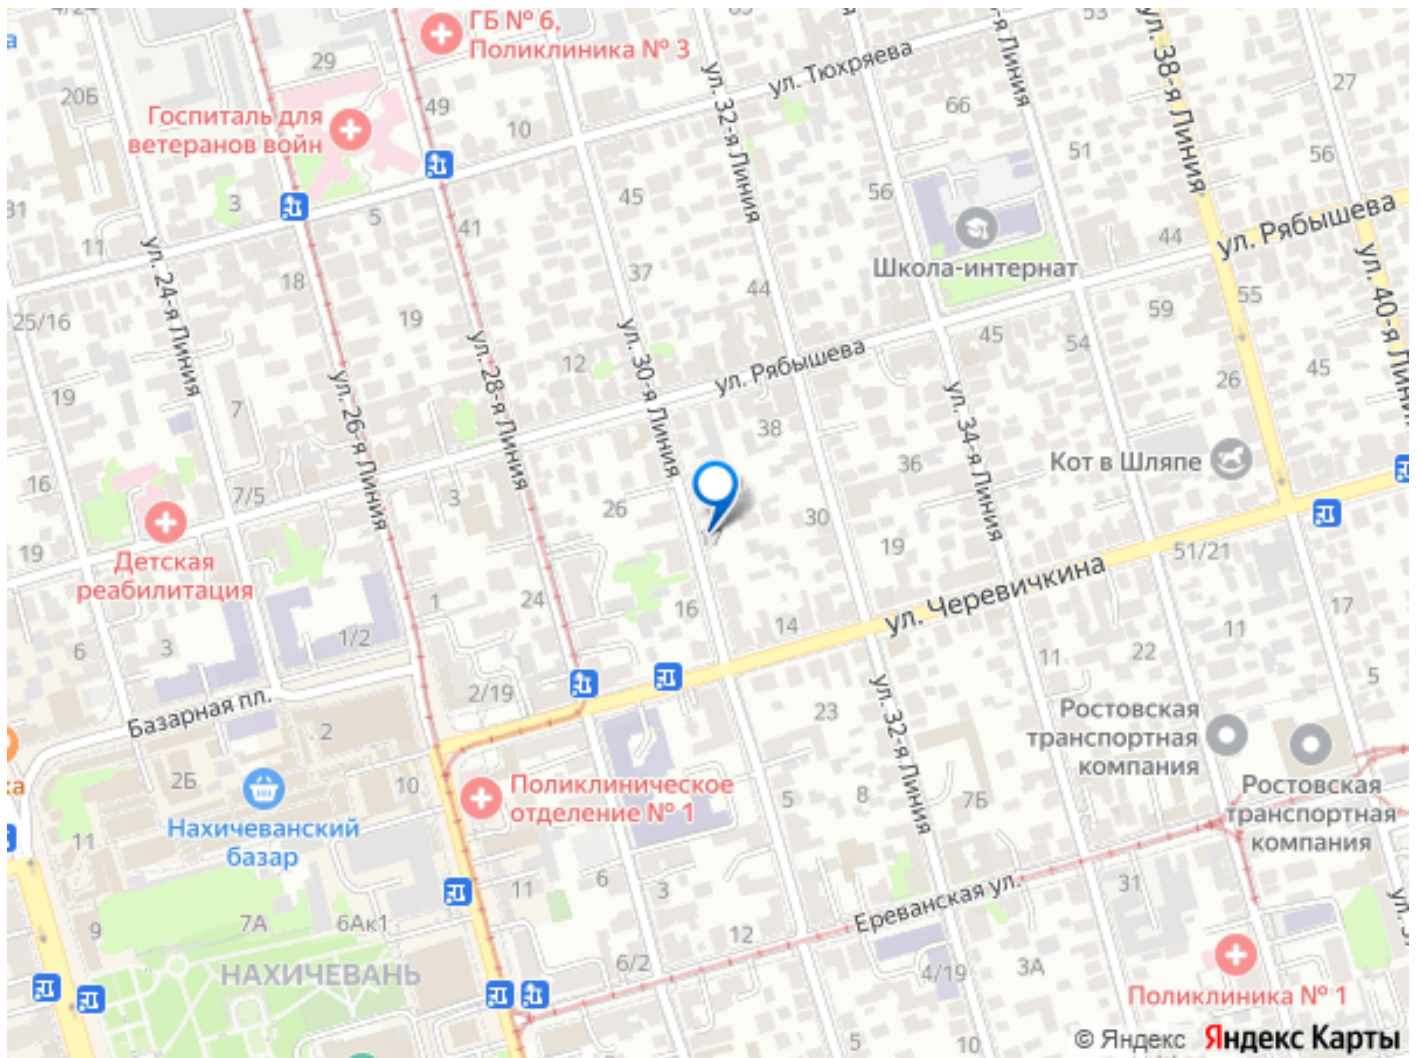 4/24
ГБ № 6,
Поликлиника № 3
53
29
ул. Тюхряева
ул. 38-я Линия
27
20Б
Госпиталь для
ветеранов войн
49
10
66
ул. 32-я Линия
я Линия
51
56
31
3
5
41
45
56
44
ул. Рябышева
11
ул. 24-я Линия
18
37
Школа-интернат
44
55
ул. 40-я Линия
25/16
19
ул. 28-я Линия
ул. 30-я Линия
12
45
59
54
ул. Рябышева
19
7
ул. 26-я Линия
38
ул. 34-я Линия
26
45
16
7/5
3
26
36
Кот в Шляпе
30
17
19
19
Детская
реабилитация
51/21
ул. Черевичкина
1
24
16
14
17
1/2
6
3
11
22
11
Базарная пл.
2/19
23
ул. 32-я Линия
5
2
Ростовская
транспортная
компания
2Б
10
Поликлиническое
отделение № 1
5
8
7Б
Ростовская
транспортная
компания
ка
Нахичеванский
базар
11
11
6
3
31
Ереванская ул.
9
7А
6Ак1
12
НАХИЧЕВАНЬ
6/2
4/19
3А
Поликлиника № 1
5
10
© Яндекс Яндекс Карты